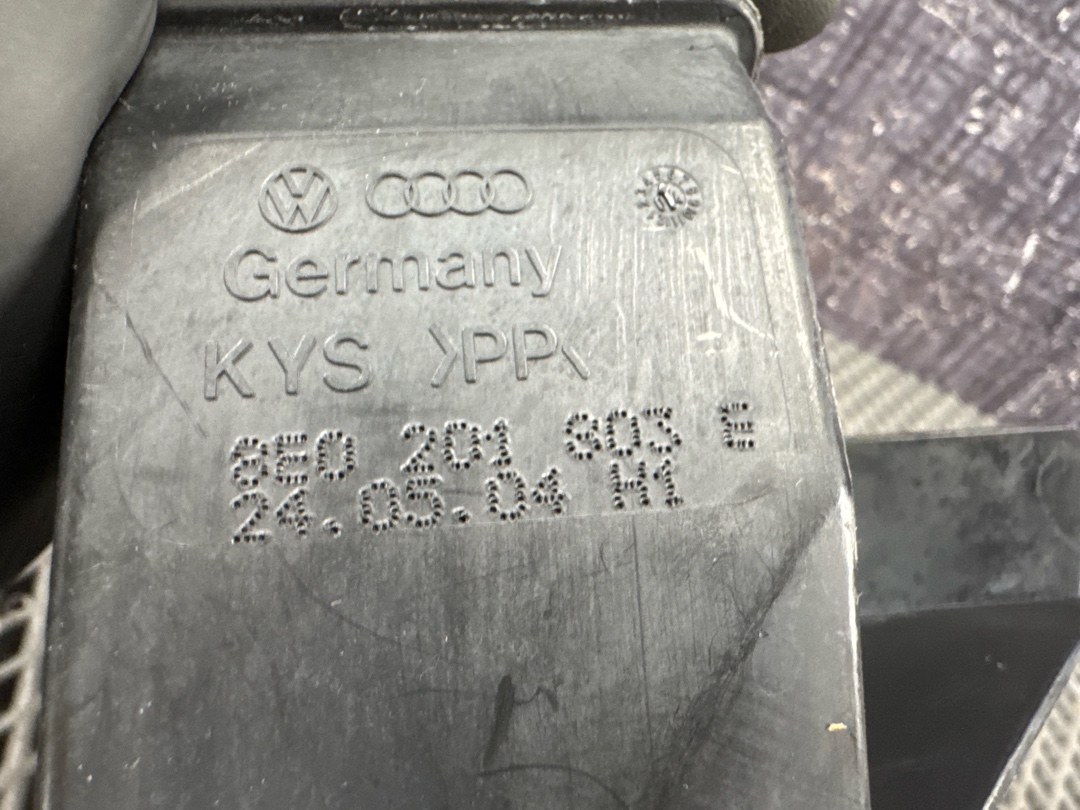 Germany
KYS >PP<
8E0 201 803 E
24.05.04 H1